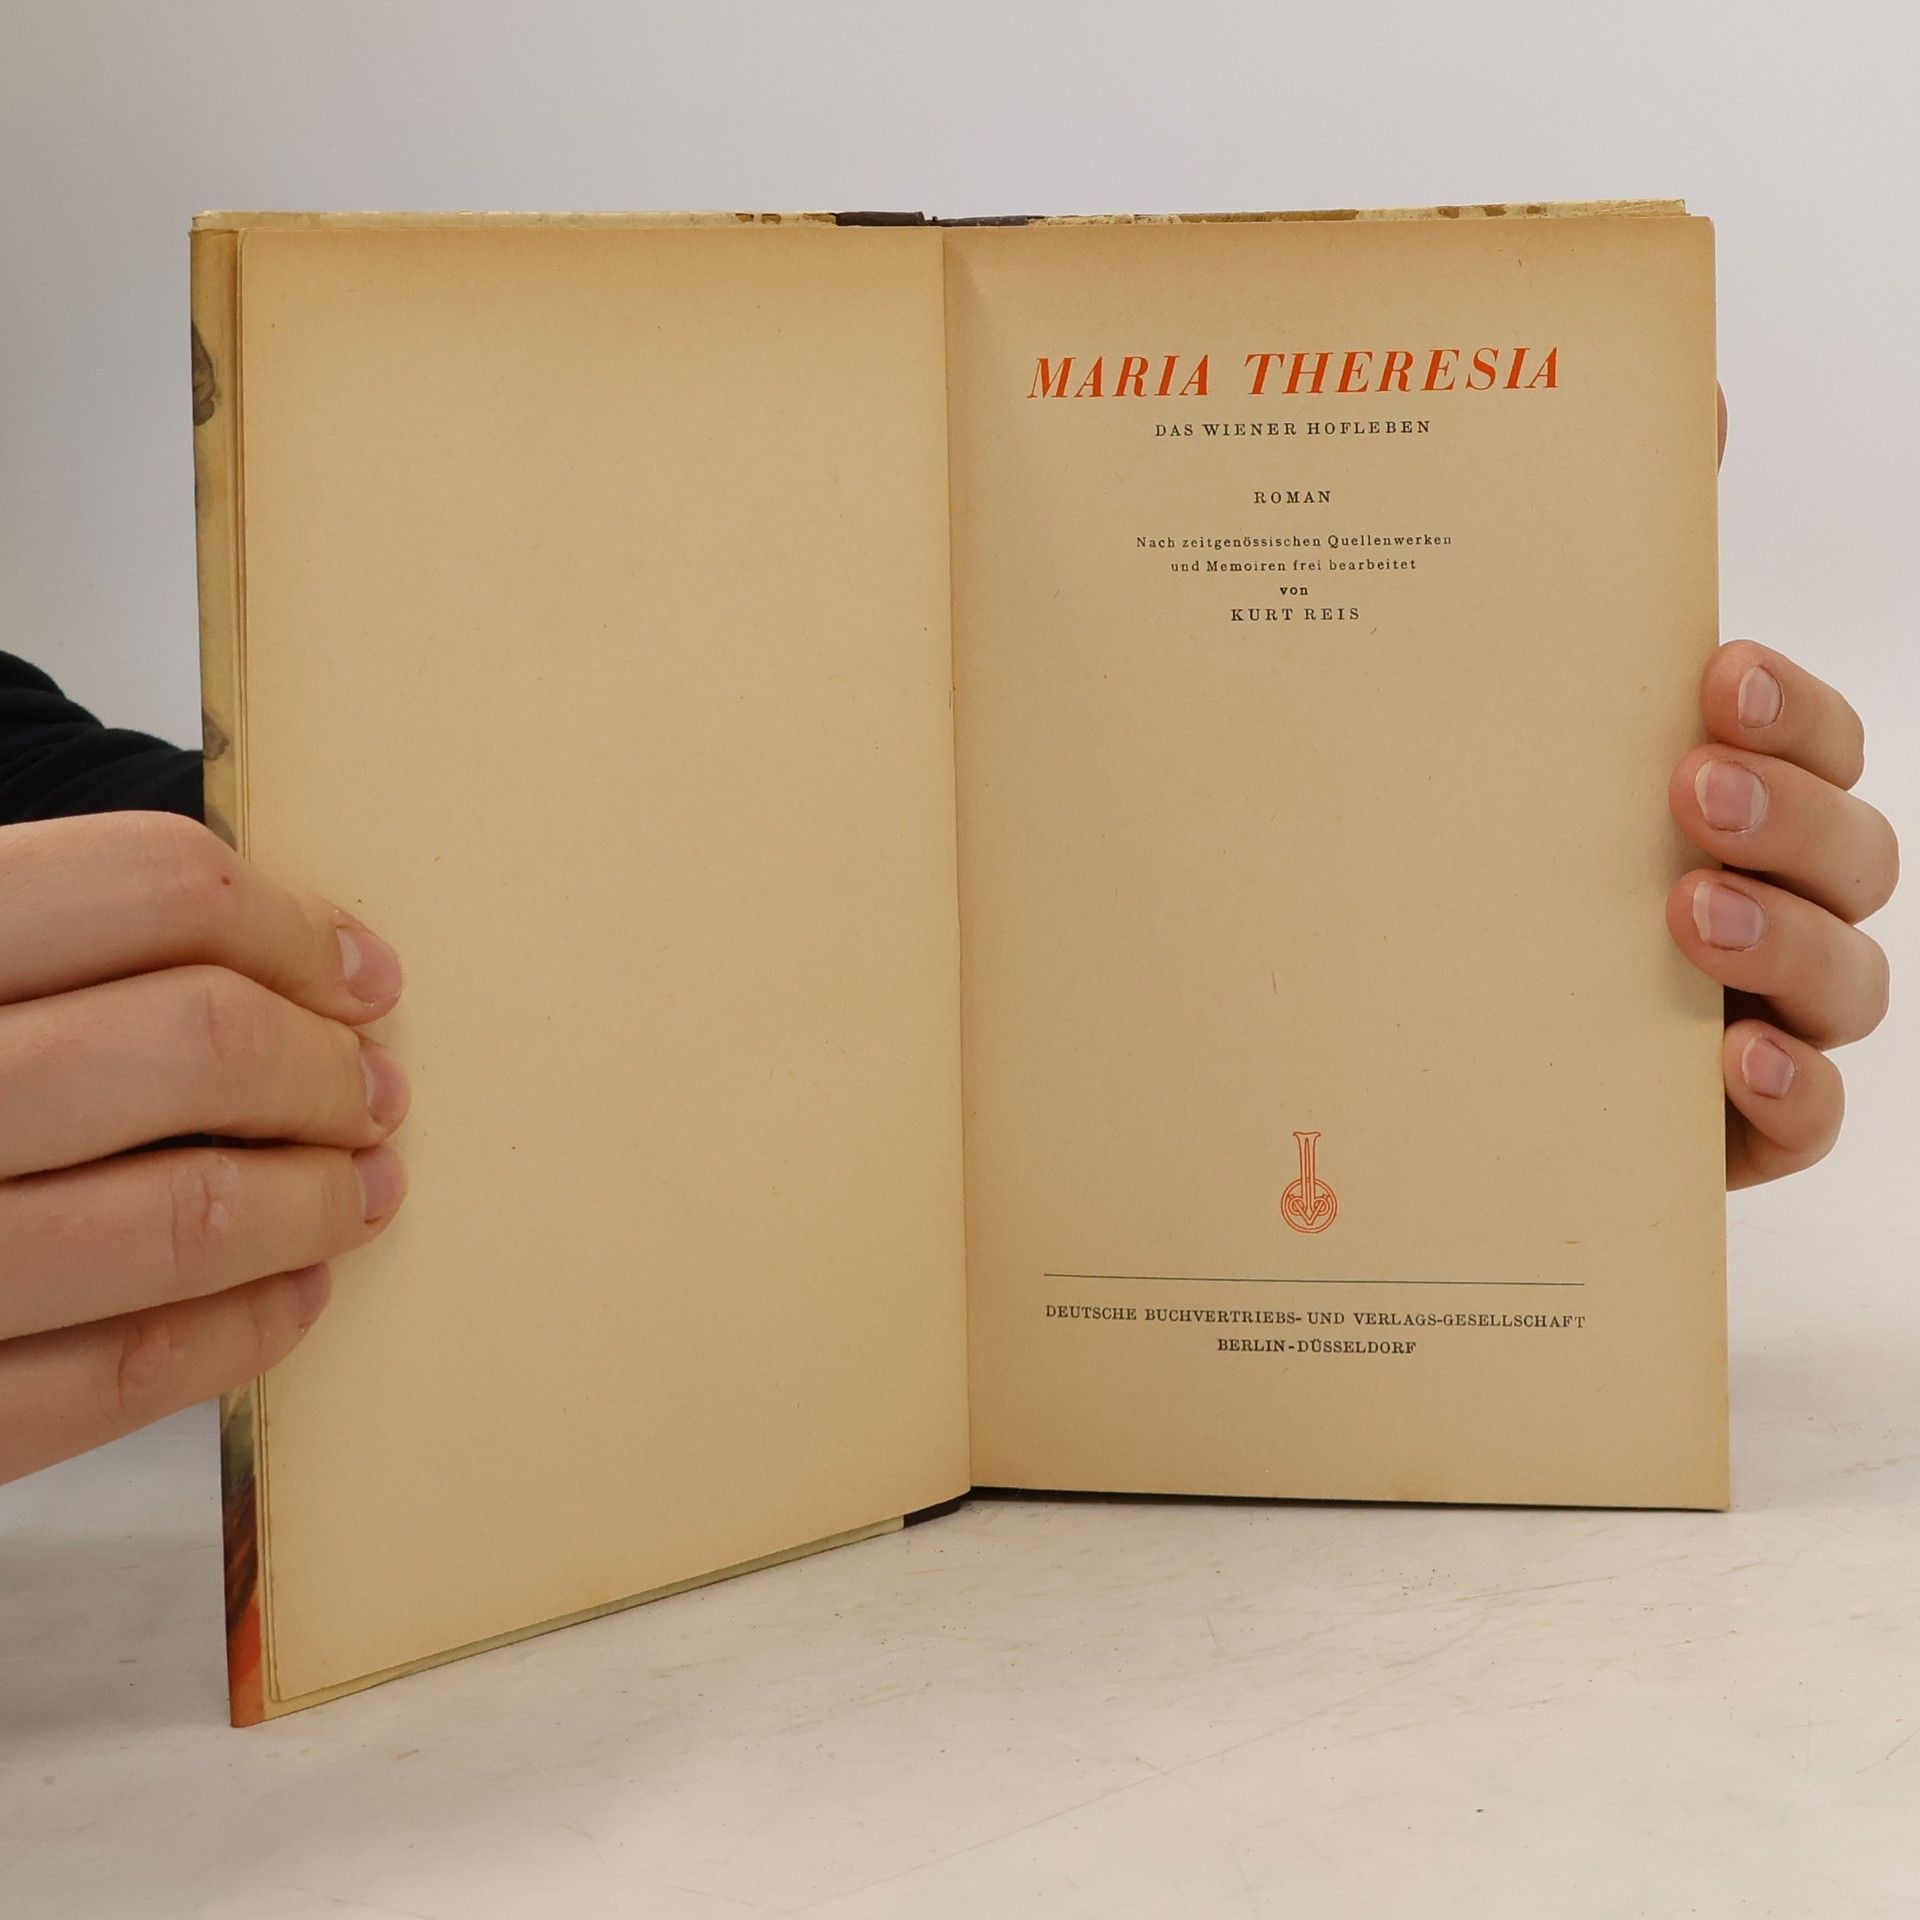 MARIA THERESIA
DAS WIENER HOFLEBEN
ROMAN
Nach zeitgenössischen Quellenwerken
und Memoiren frei bearbeitet
von
KURT REIS
DEUTSCHE BUCHVERTRIEBS- UND VERLAGS-GESELLSCHAFT
BERLIN-DÜSSELDORF